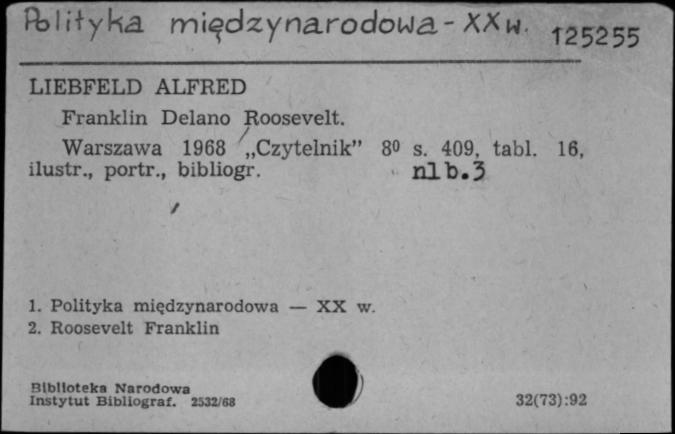 Polityka międzynarodowa - XX w. 125255
LIEBFELD ALFRED
Franklin Delano Roosevelt.
Warszawa 1968 „Czytelnik” 8⁰ s. 409, tabl. 16,
ilustr., portr., bibliogr. nlb.3
1. Polityka międzynarodowa — XX w.
2. Roosevelt Franklin
Biblioteka Narodowa
Instytut Bibliograf. 2532/68 32(73):92